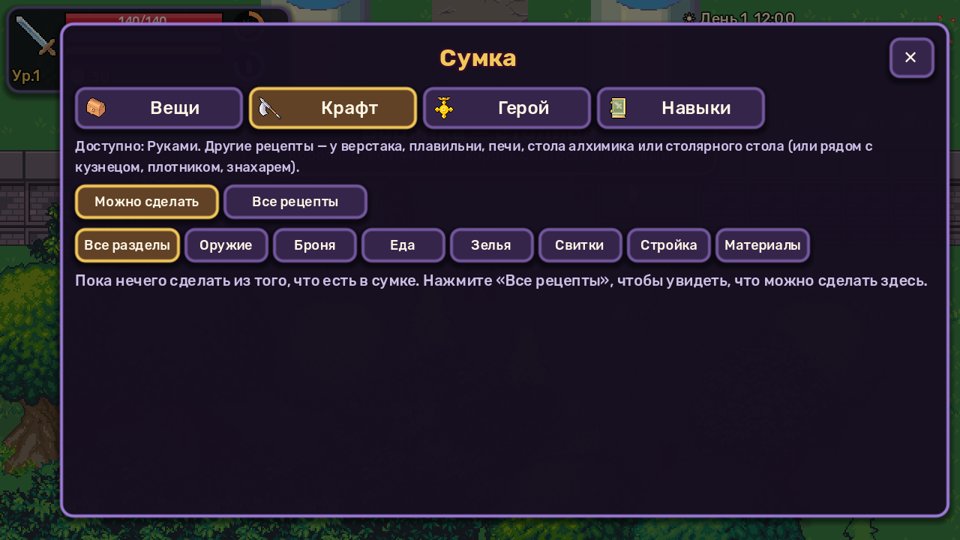 140/140
День 1 12:00
Сумка
×
Ур.1
Вещи
Крафт
Герой
Навыки
Доступно: Руками. Другие рецепты — у верстака, плавильни, печи, стола алхимика или столярного стола (или рядом с
кузнецом, плотником, знахарем).
Можно сделать
Все рецепты
Все разделы
Оружие
Броня
Еда
Зелья
Свитки
Стройка
Материалы
Пока нечего сделать из того, что есть в сумке. Нажмите «Все рецепты», чтобы увидеть, что можно сделать здесь.